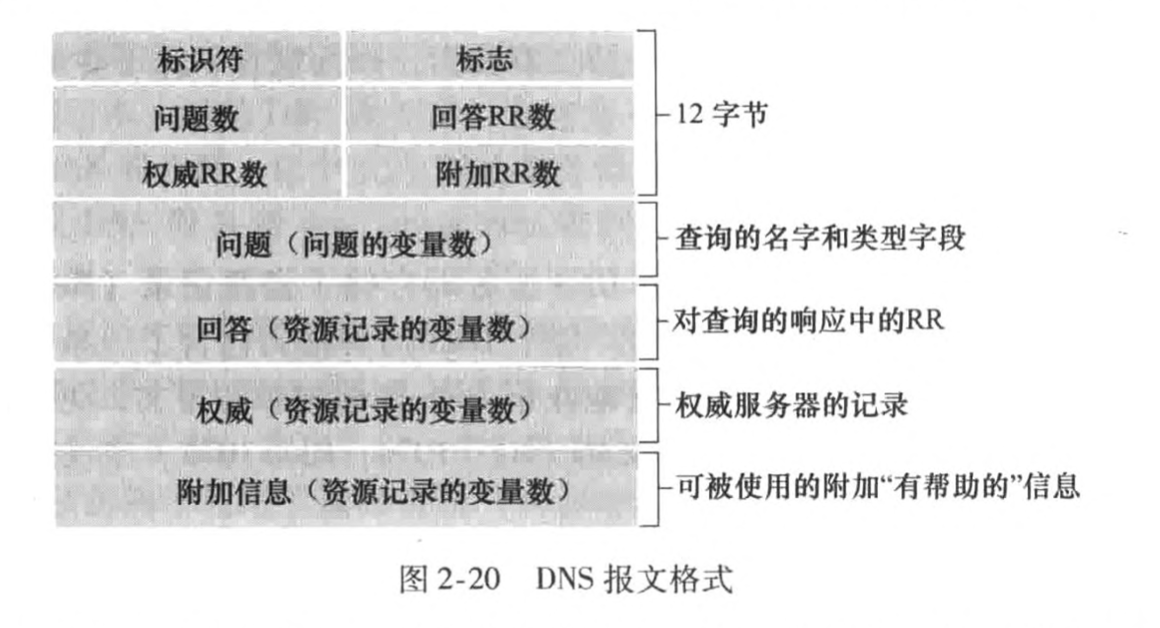 标识符 标志
问题数 回答RR数
12 字节
权威RR数 附加RR数
问题（问题的变量数） 查询的名字和类型字段
回答（资源记录的变量数） 对查询的响应中的RR
权威（资源记录的变量数） 权威服务器的记录
附加信息（资源记录的变量数） 可被使用的附加“有帮助的”信息
图 2-20 DNS 报文格式